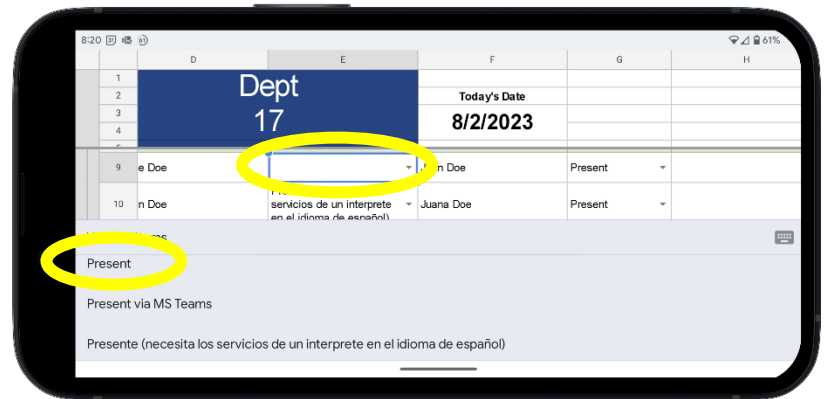 8:20 31 61%
D E F G H
1
2
3
4
Dept
17
Today's Date
8/2/2023
9 e Doe Doe Present
10 n Doe servicios de un interprete en el idioma de español) Juana Doe Present
Present
Present via MS Teams
Presente (necesita los servicios de un interprete en el idioma de español)